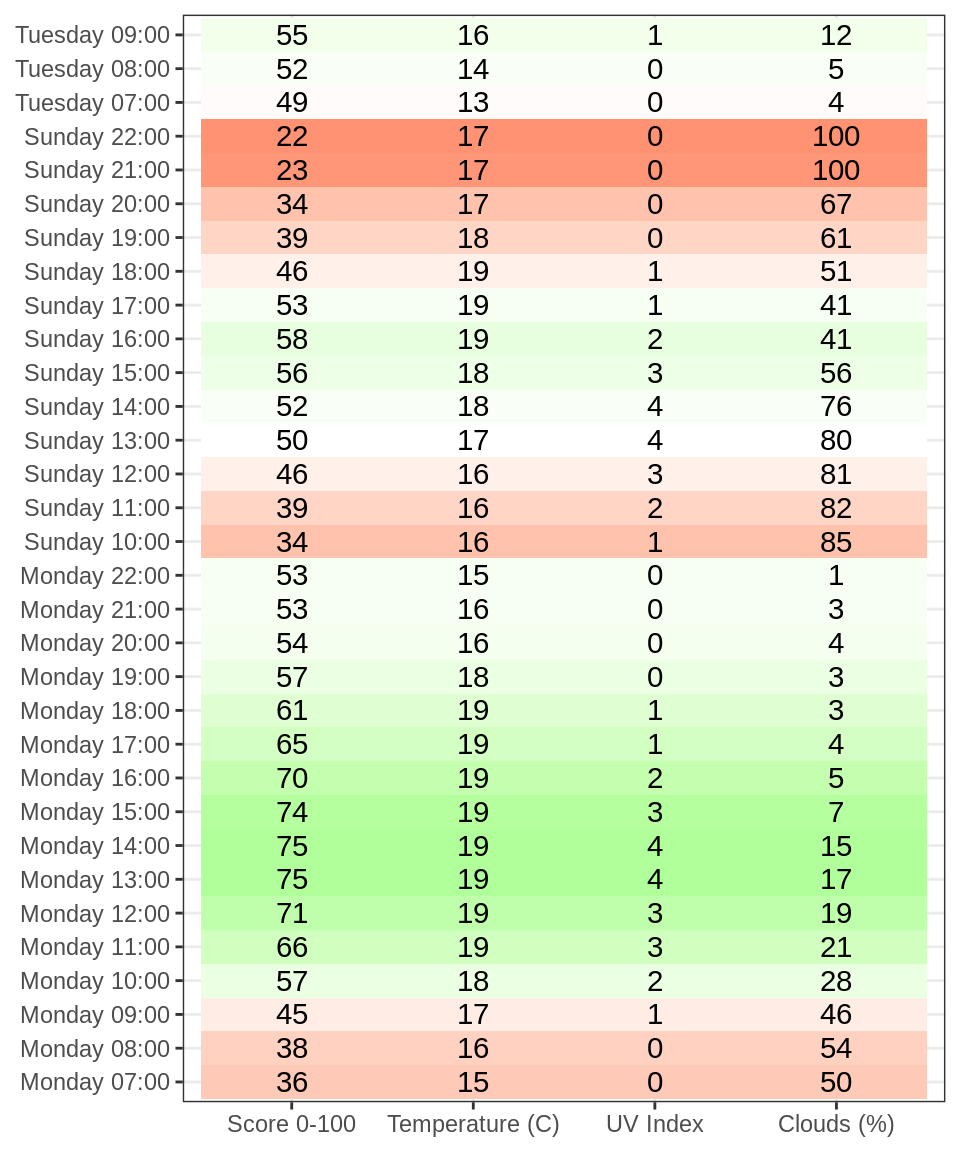 Tuesday 09:00 55 16 1 12
Tuesday 08:00 52 14 0 5
Tuesday 07:00 49 13 0 4
Sunday 22:00 22 17 0 100
Sunday 21:00 23 17 0 100
Sunday 20:00 34 17 0 67
Sunday 19:00 39 18 0 61
Sunday 18:00 46 19 1 51
Sunday 17:00 53 19 1 41
Sunday 16:00 58 19 2 41
Sunday 15:00 56 18 3 56
Sunday 14:00 52 18 4 76
Sunday 13:00 50 17 4 80
Sunday 12:00 46 16 3 81
Sunday 11:00 39 16 2 82
Sunday 10:00 34 16 1 85
Monday 22:00 53 15 0 1
Monday 21:00 53 16 0 3
Monday 20:00 54 16 0 4
Monday 19:00 57 18 0 3
Monday 18:00 61 19 1 3
Monday 17:00 65 19 1 4
Monday 16:00 70 19 2 5
Monday 15:00 74 19 3 7
Monday 14:00 75 19 4 15
Monday 13:00 75 19 4 17
Monday 12:00 71 19 3 19
Monday 11:00 66 19 3 21
Monday 10:00 57 18 2 28
Monday 09:00 45 17 1 46
Monday 08:00 38 16 0 54
Monday 07:00 36 15 0 50
Score 0-100 Temperature (C) UV Index Clouds (%)